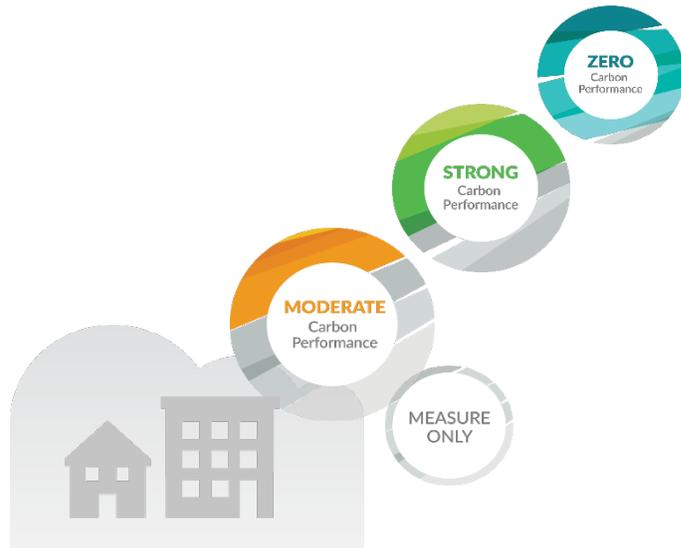 ZERO
Carbon
Performance
STRONG
Carbon
Performance
MODERATE
Carbon
Performance
MEASURE
ONLY